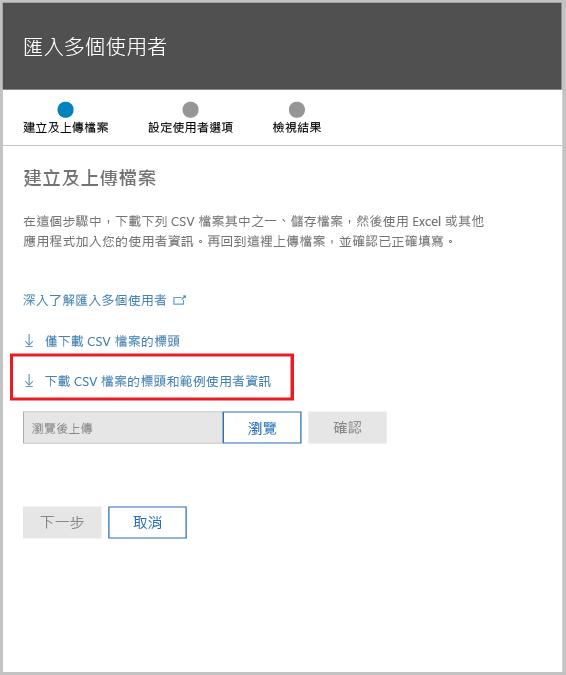 匯入多個使用者
建立及上傳檔案
設定使用者選項
檢視結果
建立及上傳檔案
在這個步驟中，下載下列 CSV 檔案其中之一、儲存檔案，然後使用 Excel 或其他
應用程式加入您的使用者資訊。再回到這裡上傳檔案，並確認已正確填寫。
深入了解匯入多個使用者
僅下載 CSV 檔案的標頭
下載 CSV 檔案的標頭和範例使用者資訊
瀏覽後上傳
瀏覽
確認
下一步
取消